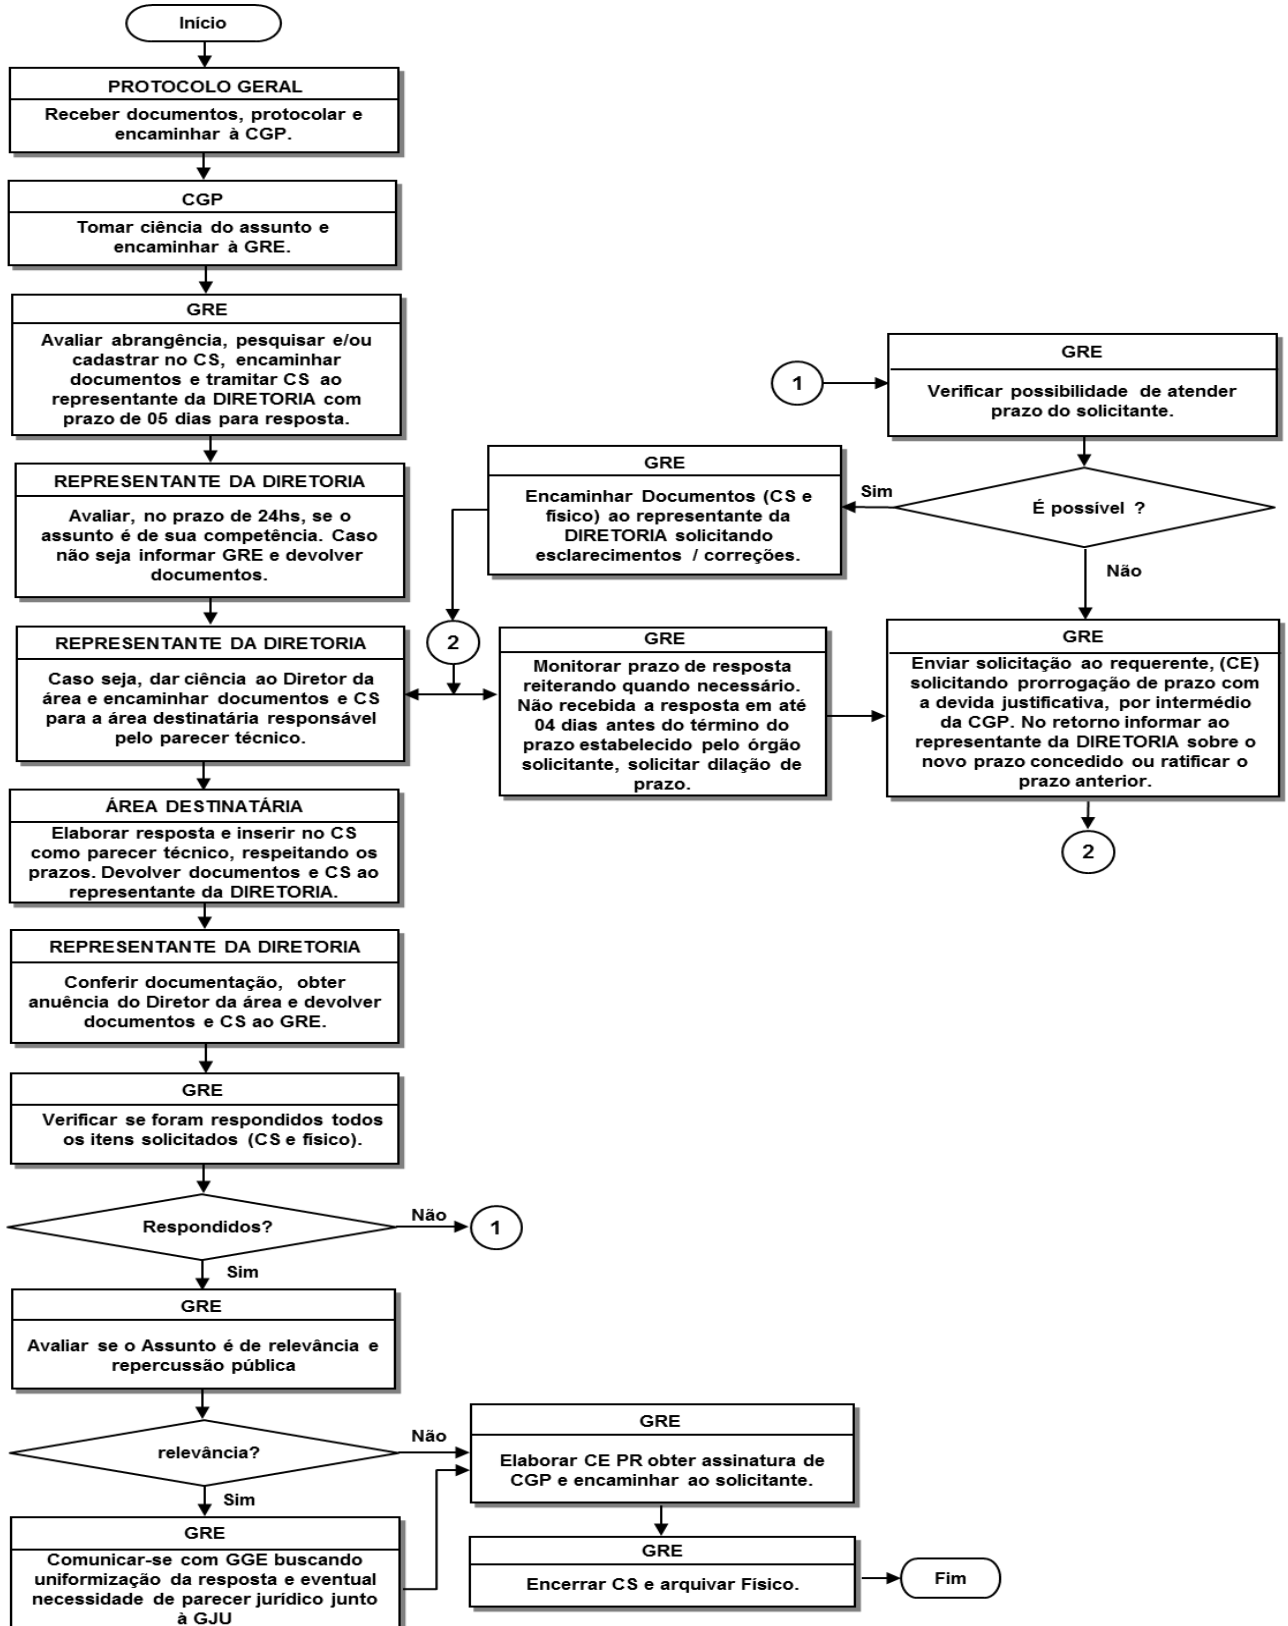 Início
PROTOCOLO GERAL
Receber documentos, protocolar e
encaminhar à CGP.
CGP
Tomar ciência do assunto e
encaminhar à GRE.
GRE
Avaliar abrangência, pesquisar e/ou
cadastrar no CS, encaminhar
documentos e tramitar CS ao
representante da DIRETORIA com
prazo de 05 dias para resposta.
REPRESENTANTE DA DIRETORIA
Avaliar, no prazo de 24hs, se o
assunto é de sua competência. Caso
não seja informar GRE e devolver
documentos.
REPRESENTANTE DA DIRETORIA
Caso seja, dar ciência ao Diretor da
área e encaminhar documentos e CS
para a área destinatária responsável
pelo parecer técnico.
ÁREA DESTINATÁRIA
Elaborar resposta e inserir no CS
como parecer técnico, respeitando os
prazos. Devolver documentos e CS ao
representante da DIRETORIA.
REPRESENTANTE DA DIRETORIA
Conferir documentação, obter
anuência do Diretor da área e devolver
documentos e CS ao GRE.
GRE
Verificar se foram respondidos todos
os itens solicitados (CS e físico).
Respondidos?
Não
1
Sim
GRE
Avaliar se o Assunto é de relevância e
repercussão pública
relevância?
Não
Sim
GRE
Comunicar-se com GGE buscando
uniformização da resposta e eventual
necessidade de parecer jurídico junto
à GJU
GRE
Elaborar CE PR obter assinatura de
CGP e encaminhar ao solicitante.
GRE
Encerrar CS e arquivar Físico.
Fim
1
GRE
Verificar possibilidade de atender
prazo do solicitante.
É possível ?
Sim
Não
GRE
Encaminhar Documentos (CS e
físico) ao representante da
DIRETORIA solicitando
esclarecimentos / correções.
2
GRE
Monitorar prazo de resposta
reiterando quando necessário.
Não recebida a resposta em até
04 dias antes do término do
prazo estabelecido pelo órgão
solicitante, solicitar dilação de
prazo.
GRE
Enviar solicitação ao requerente, (CE)
solicitando prorrogação de prazo com
a devida justificativa, por intermédio
da CGP. No retorno informar ao
representante da DIRETORIA sobre o
novo prazo concedido ou ratificar o
prazo anterior.
2